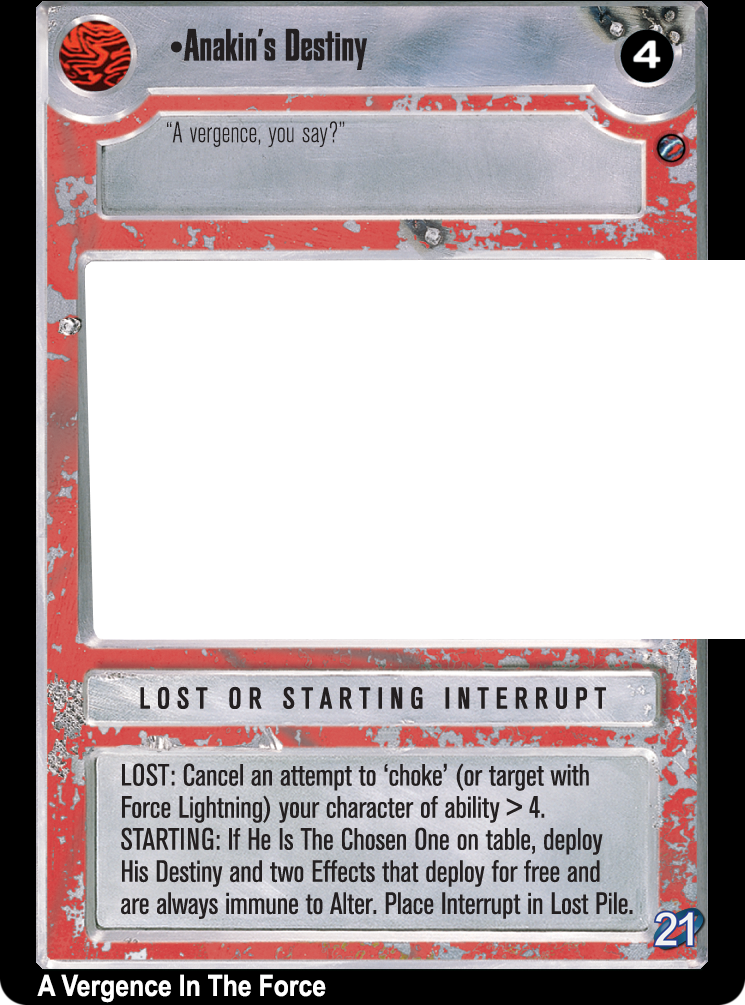 •Anakin's Destiny
4
“A vergence, you say?”
LOST OR STARTING INTERRUPT
LOST: Cancel an attempt to ‘choke’ (or target with
Force Lightning) your character of ability > 4.
STARTING: If He Is The Chosen One on table, deploy
His Destiny and two Effects that deploy for free and
are always immune to Alter. Place Interrupt in Lost Pile.
21
A Vergence In The Force